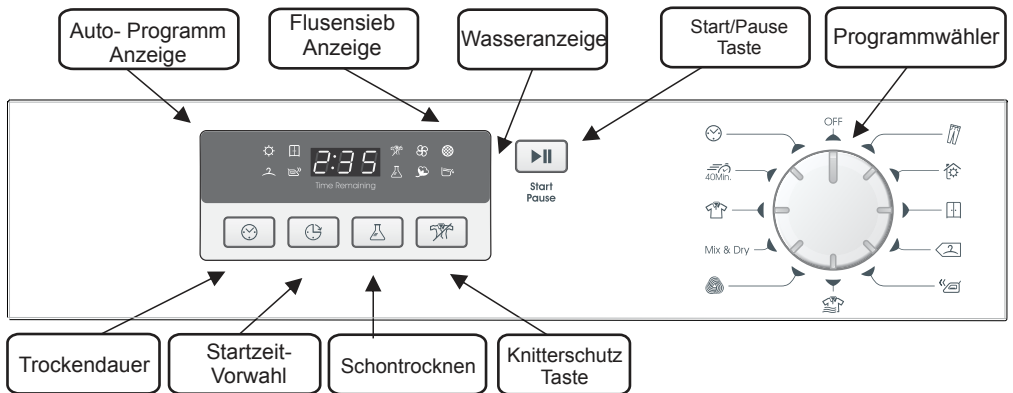 Auto- Programm
Anzeige
Flusensieb
Anzeige
Wasseranzeige
Start/Pause
Taste
Programmwähler
2:35
Time Remaining
Start
Pause
OFF
40Min.
Mix & Dry
Trockendauer
Startzeit-
Vorwahl
Schontrocknen
Knitterschutz
Taste